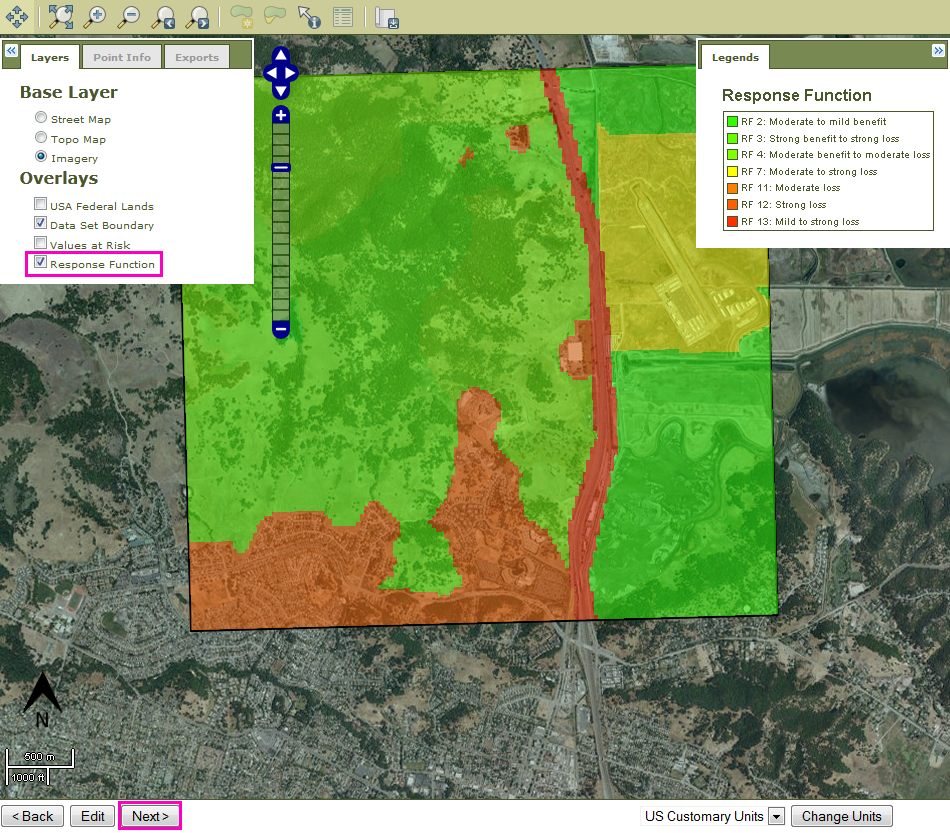 Layers
Point Info
Exports
Base Layer
Street Map
Topo Map
Imagery
Overlays
USA Federal Lands
Data Set Boundary
Values at Risk
Response Function
Legends
Response Function
RF 2: Moderate to mild benefit
RF 3: Strong benefit to strong loss
RF 4: Moderate benefit to moderate loss
RF 7: Moderate to strong loss
RF 11: Moderate loss
RF 12: Strong loss
RF 13: Mild to strong loss
N
500 m
1000 ft
< Back
Edit
Next >
US Customary Units
Change Units